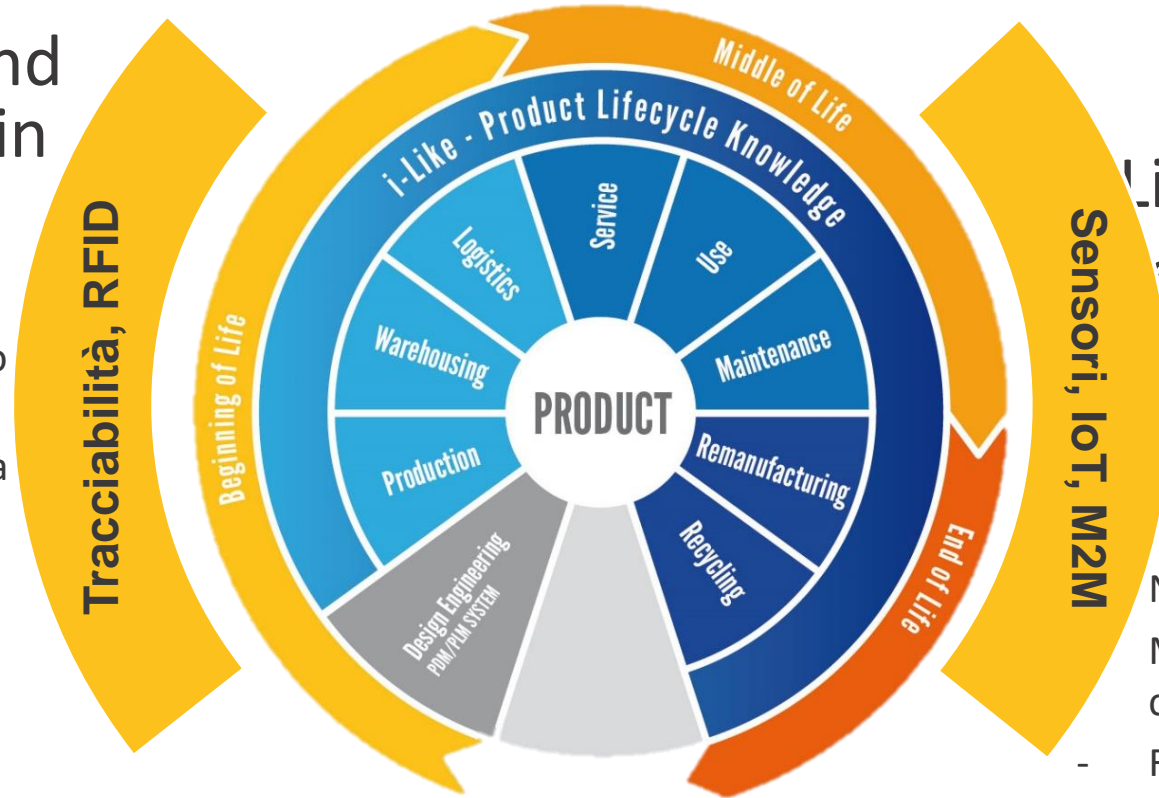 nd
in
Tracciabilità, RFID
Beginning of Life
Middle of Life
End of Life
i-Like - Product Lifecycle Knowledge
Design Engineering
PDM/PLM SYSTEM
Production
Warehousing
Logistics
Service
Use
Maintenance
Remanufacturing
Recycling
PRODUCT
Sensori, IoT, M2M